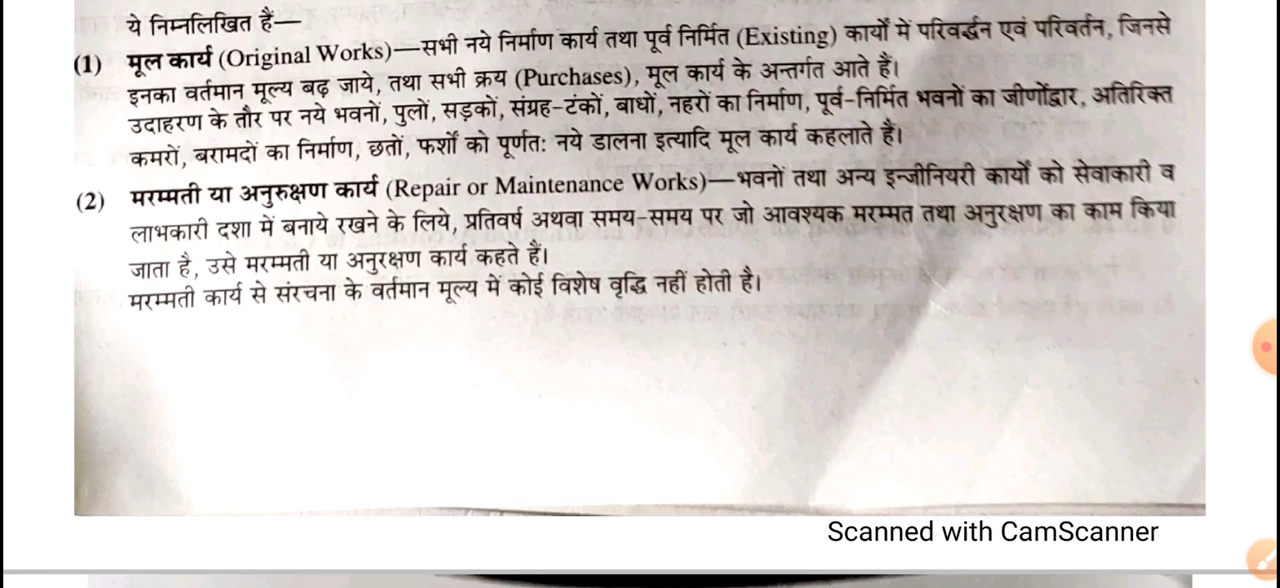 ये निम्नलिखित हैं—
(1) मूल कार्य (Original Works)—सभी नये निर्माण कार्य तथा पूर्व निर्मित (Existing) कार्यों में परिवर्द्धन एवं परिवर्तन, जिनसे
इनका वर्तमान मूल्य बढ़ जाये, तथा सभी क्रय (Purchases), मूल कार्य के अन्तर्गत आते हैं।
उदाहरण के तौर पर नये भवनों, पुलों, सड़कों, संग्रह-टंकों, बाधों, नहरों का निर्माण, पूर्व-निर्मित भवनों का जीर्णोद्वार, अतिरिक्त
कमरों, बरामदों का निर्माण, छतों, फर्शों को पूर्णतः नये डालना इत्यादि मूल कार्य कहलाते हैं।
(2) मरम्मती या अनुरुक्षण कार्य (Repair or Maintenance Works)—भवनों तथा अन्य इन्जीनियरी कार्यों को सेवाकारी व
लाभकारी दशा में बनाये रखने के लिये, प्रतिवर्ष अथवा समय-समय पर जो आवश्यक मरम्मत तथा अनुरक्षण का काम किया
जाता है, उसे मरम्मती या अनुरक्षण कार्य कहते हैं।
मरम्मती कार्य से संरचना के वर्तमान मूल्य में कोई विशेष वृद्धि नहीं होती है।
Scanned with CamScanner